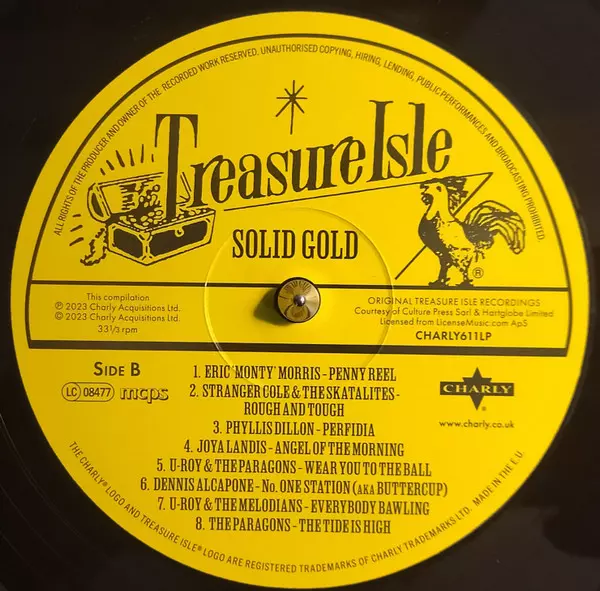 ALL RIGHTS OF THE PRODUCER AND OWNER OF THE RECORDED WORK RESERVED, UNAUTHORISED COPYING, HIRING, LENDING, PUBLIC PERFORMANCES AND BROADCASTING PROHIBITED.
Treasure Isle
SOLID GOLD
®
This compilation
℗ 2023 Charly Acquisitions Ltd.
© 2023 Charly Acquisitions Ltd.
33⅓ rpm
ORIGINAL TREASURE ISLE RECORDINGS
Courtesy of Culture Press Sarl & Hartglobe Limited
Licensed from LicenseMusic.com ApS
CHARLY611LP
SIDE B
LC 08477 mcps
1. ERIC 'MONTY' MORRIS - PENNY REEL
2. STRANGER COLE & THE SKATALITES -
ROUGH AND TOUGH
3. PHYLLIS DILLON - PERFIDIA
4. JOYA LANDIS - ANGEL OF THE MORNING
5. U-ROY & THE PARAGONS - WEAR YOU TO THE BALL
6. DENNIS ALCAPONE - No. ONE STATION (AKA BUTTERCUP)
7. U-ROY & THE MELODIANS - EVERYBODY BAWLING
8. THE PARAGONS - THE TIDE IS HIGH
CHARLY
www.charly.co.uk
THE CHARLY® LOGO AND TREASURE ISLE® LOGO ARE REGISTERED TRADEMARKS OF CHARLY TRADEMARKS LTD. MADE IN THE E.U.